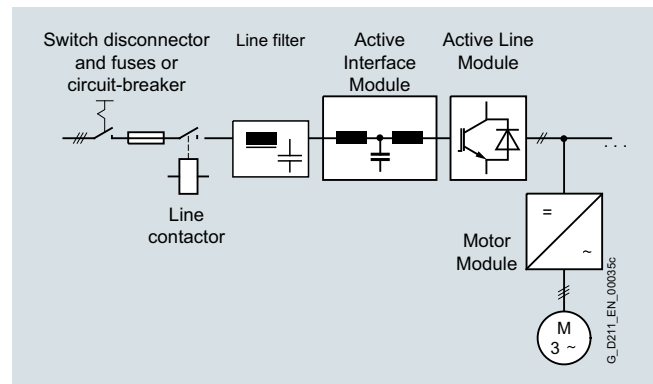 Switch disconnector
and fuses or
circuit-breaker
Line filter
Active
Interface
Module
Active Line
Module
Line
contactor
. . .
=
~
Motor
Module
M
3 ~
G_D211_EN_00035c